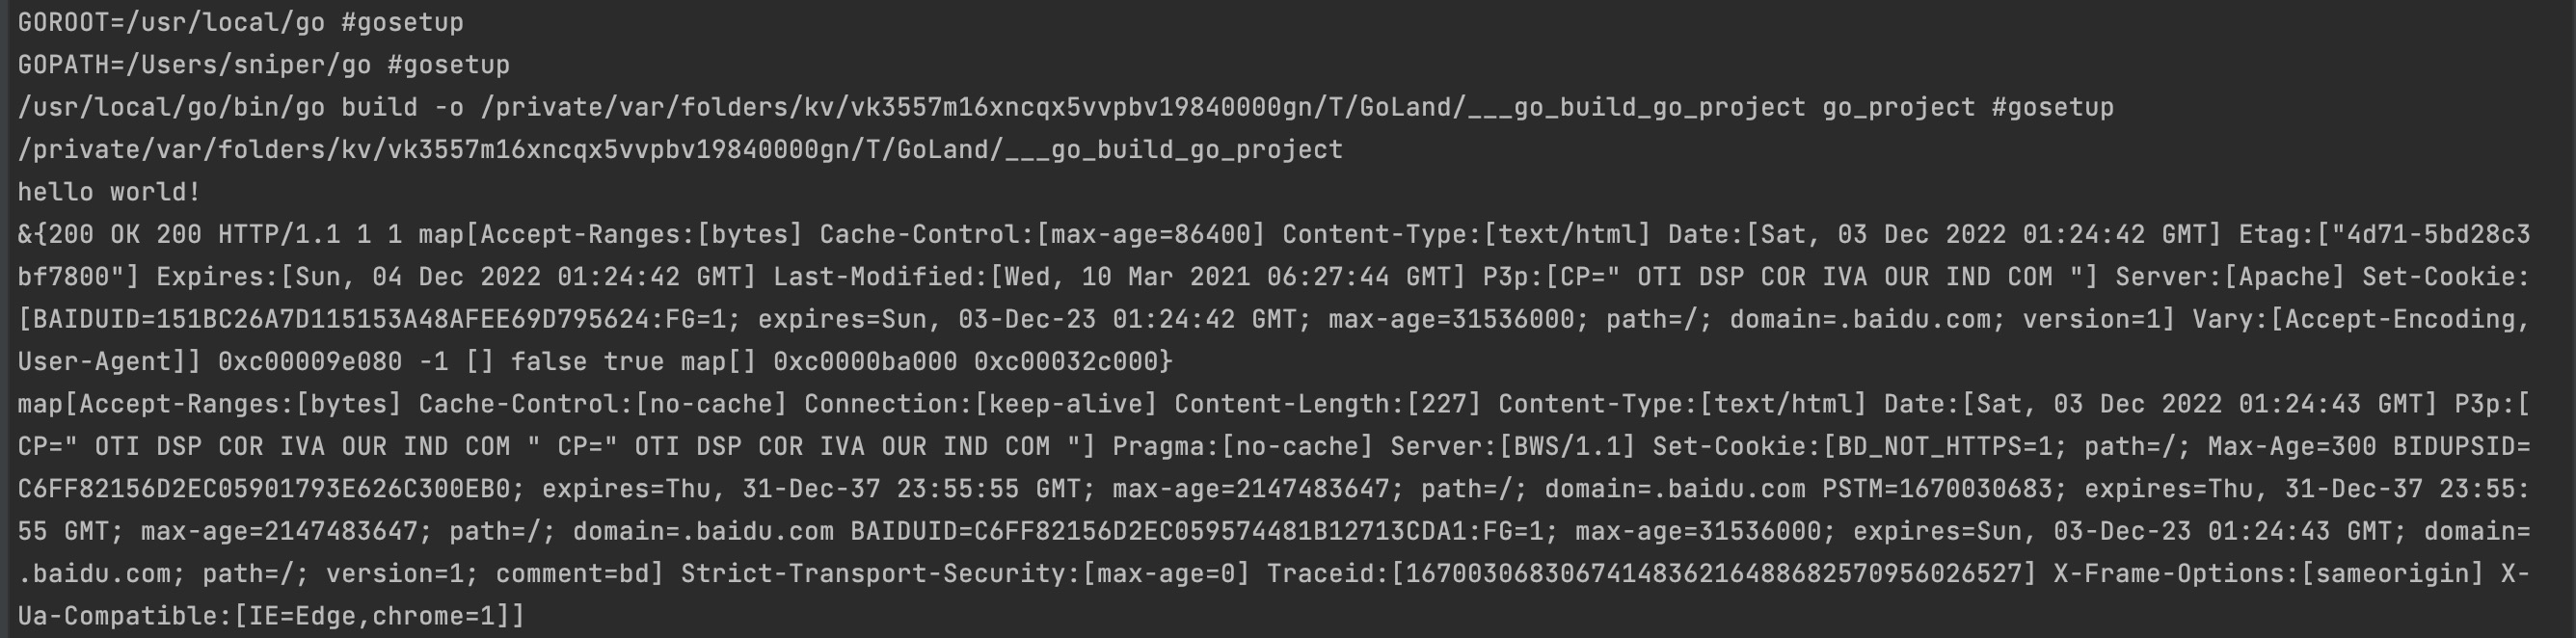 GOROOT=/usr/local/go #gosetup
GOPATH=/Users/sniper/go #gosetup
/usr/local/go/bin/go build -o /private/var/folders/kv/vk3557m16xncqx5vvpbv19840000gn/T/GoLand/___go_build_go_project go_project #gosetup
/private/var/folders/kv/vk3557m16xncqx5vvpbv19840000gn/T/GoLand/___go_build_go_project
hello world!
&{200 OK 200 HTTP/1.1 1 1 map[Accept-Ranges:[bytes] Cache-Control:[max-age=86400] Content-Type:[text/html] Date:[Sat, 03 Dec 2022 01:24:42 GMT] Etag:["4d71-5bd28c3
bf7800"] Expires:[Sun, 04 Dec 2022 01:24:42 GMT] Last-Modified:[Wed, 10 Mar 2021 06:27:44 GMT] P3p:[CP=" OTI DSP COR IVA OUR IND COM "] Server:[Apache] Set-Cookie:
[BAIDUID=151BC26A7D115153A48AFEE69D795624:FG=1; expires=Sun, 03-Dec-23 01:24:42 GMT; max-age=31536000; path=/; domain=.baidu.com; version=1] Vary:[Accept-Encoding,
User-Agent]] 0xc00009e080 -1 [] false true map[] 0xc0000ba000 0xc00032c000}
map[Accept-Ranges:[bytes] Cache-Control:[no-cache] Connection:[keep-alive] Content-Length:[227] Content-Type:[text/html] Date:[Sat, 03 Dec 2022 01:24:43 GMT] P3p:[
CP=" OTI DSP COR IVA OUR IND COM " CP=" OTI DSP COR IVA OUR IND COM "] Pragma:[no-cache] Server:[BWS/1.1] Set-Cookie:[BD_NOT_HTTPS=1; path=/; Max-Age=300 BIDUPSID=
C6FF82156D2EC05901793E626C300EB0; expires=Thu, 31-Dec-37 23:55:55 GMT; max-age=2147483647; path=/; domain=.baidu.com PSTM=1670030683; expires=Thu, 31-Dec-37 23:55:
55 GMT; max-age=2147483647; path=/; domain=.baidu.com BAIDUID=C6FF82156D2EC059574481B12713CDA1:FG=1; max-age=31536000; expires=Sun, 03-Dec-23 01:24:43 GMT; domain=
.baidu.com; path=/; version=1; comment=bd] Strict-Transport-Security:[max-age=0] Traceid:[1670030683067414836216488682570956026527] X-Frame-Options:[sameorigin] X-
Ua-Compatible:[IE=Edge,chrome=1]]